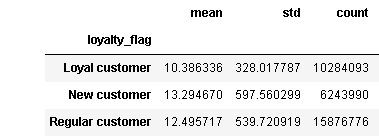 mean std count
loyalty_flag
Loyal customer 10.386336 328.017787 10284093
New customer 13.294670 597.560299 6243990
Regular customer 12.495717 539.720919 15876776